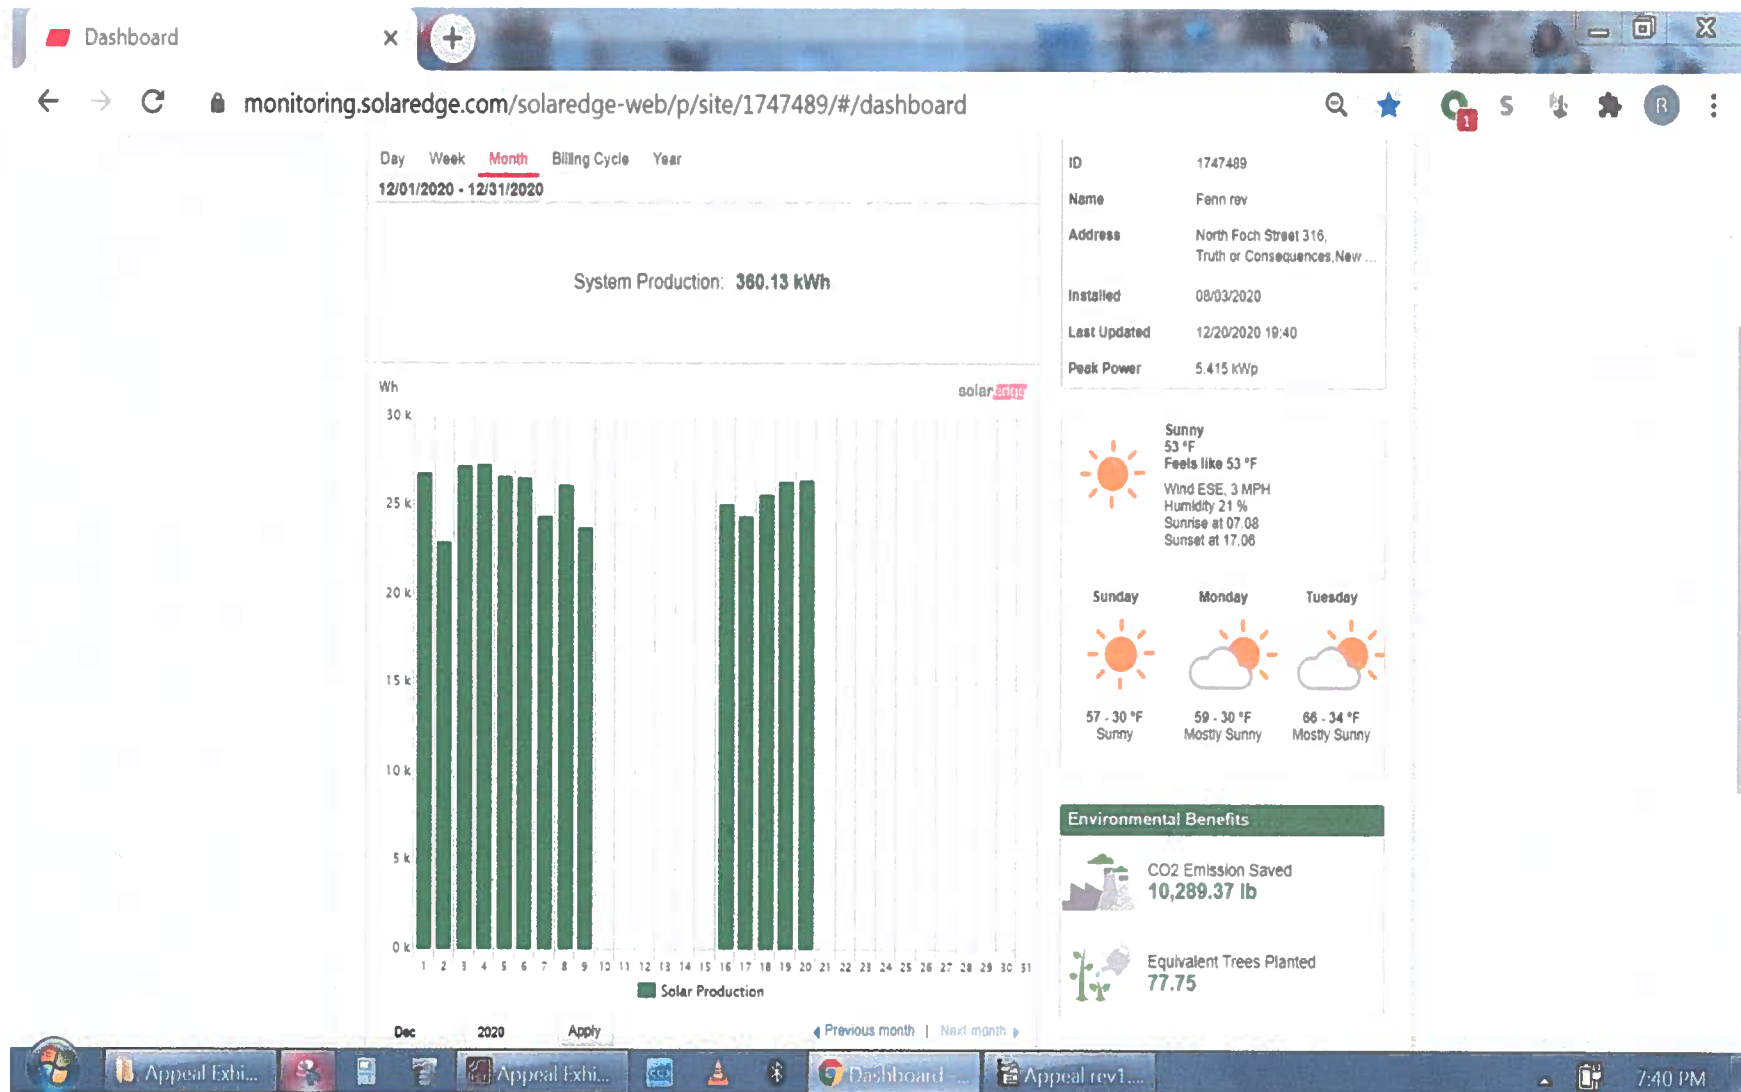 Dashboard
monitoring.solaredge.com/solaredge-web/p/site/1747489/#/dashboard
1
S
R
Day Week Month Billing Cycle Year
12/01/2020 - 12/31/2020
System Production: 360.13 kWh
ID 1747489
Name Fenn rev
Address North Foch Street 316,
Truth or Consequences,New ...
Installed 08/03/2020
Last Updated 12/20/2020 19:40
Peak Power 5.415 kWp
Wh
solaredge
30 k
25 k
20 k
15 k
10 k
5 k
0 k
1 2 3 4 5 6 7 8 9 10 11 12 13 14 15 16 17 18 19 20 21 22 23 24 25 26 27 28 29 30 31
Solar Production
Dec 2020 Apply
Previous month | Next month
Sunny
53 °F
Feels like 53 °F
Wind ESE, 3 MPH
Humidity 21 %
Sunrise at 07.08
Sunset at 17.06
Sunday Monday Tuesday
57 - 30 °F 59 - 30 °F 66 - 34 °F
Sunny Mostly Sunny Mostly Sunny
Environmental Benefits
CO2 Emission Saved
10,289.37 lb
Equivalent Trees Planted
77.75
Appeal Exhi... Appeal Exhi... Dashboard - ... Appeal rev1.... 7:40 PM